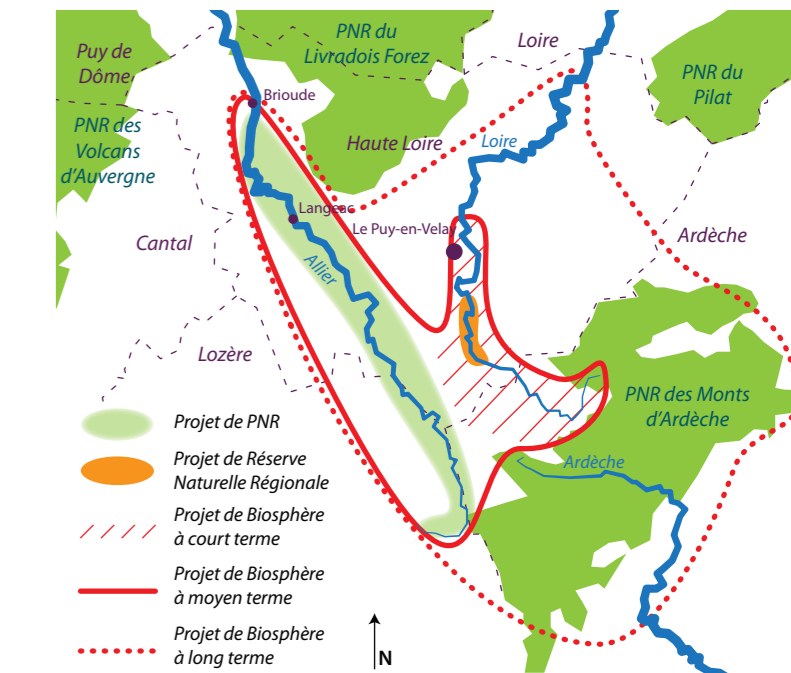 PNR du
Livradois Forez
Loire
Puy de
Dôme
PNR du
Pilat
Brioude
PNR des
Volcans
d'Auvergne
Haute Loire
Loire
Langeac
Le Puy-en-Velay
Cantal
Ardèche
Allier
Lozère
PNR des Monts
d'Ardèche
Ardèche
Projet de PNR
Projet de Réserve
Naturelle Régionale
Projet de Biosphère
à court terme
Projet de Biosphère
à moyen terme
Projet de Biosphère
à long terme
N